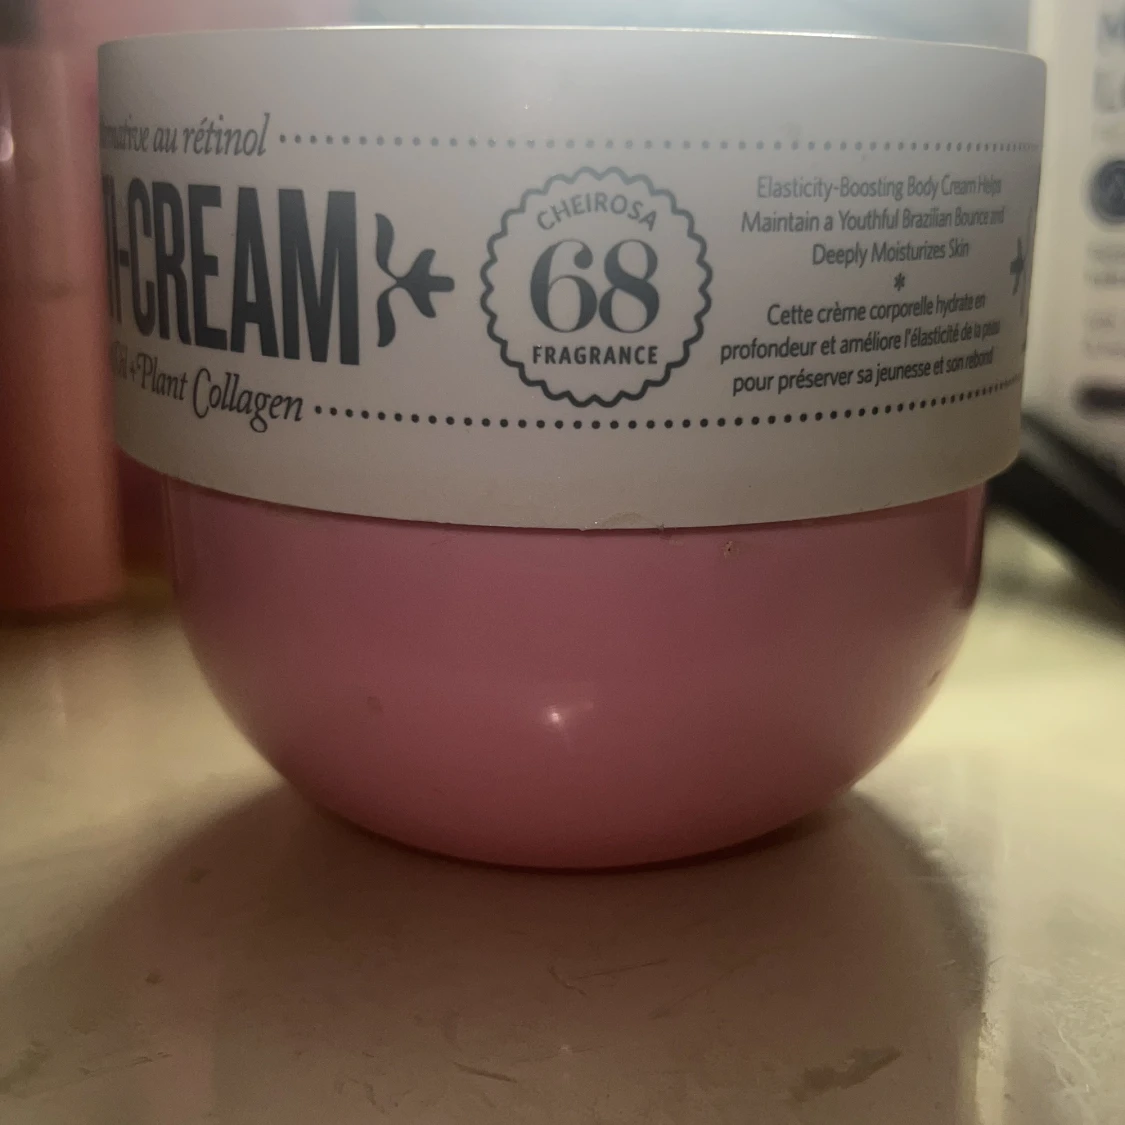 au rétinol
-CREAM
+ Plant Collagen
CHEIROSA
68
FRAGRANCE
Elasticity-Boosting Body Cream Helps
Maintain a Youthful Brazilian Bounce and
Deeply Moisturizes Skin
*
Cette crème corporelle hydrate en
profondeur et améliore l'élasticité de la peau
pour préserver sa jeunesse et son rebond